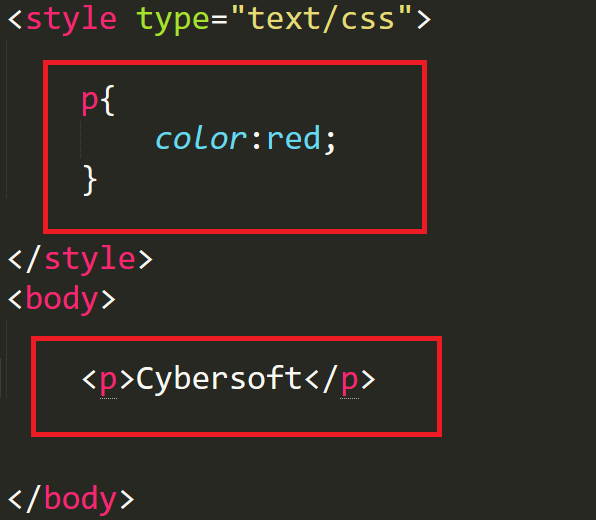 <style type="text/css">
p{
color:red;
}
</style>
<body>
<p>Cybersoft</p>
</body>